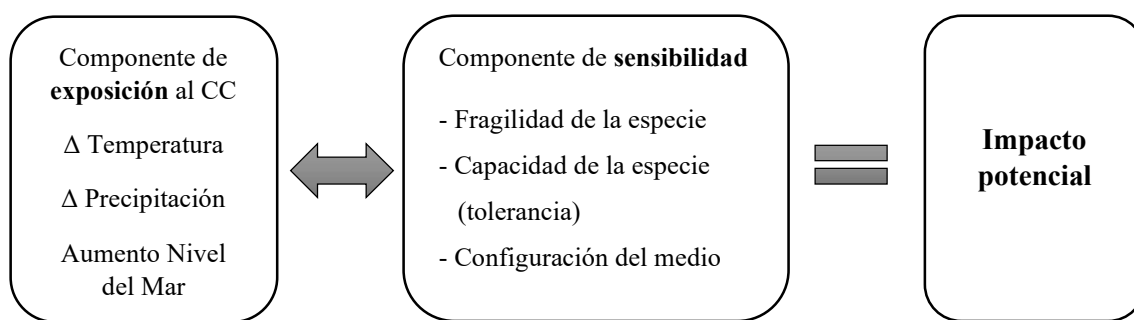 Componente de
exposición al CC
Δ Temperatura
Δ Precipitación
Aumento Nivel
del Mar
Componente de sensibilidad
- Fragilidad de la especie
- Capacidad de la especie
(tolerancia)
- Configuración del medio
Impacto
potencial